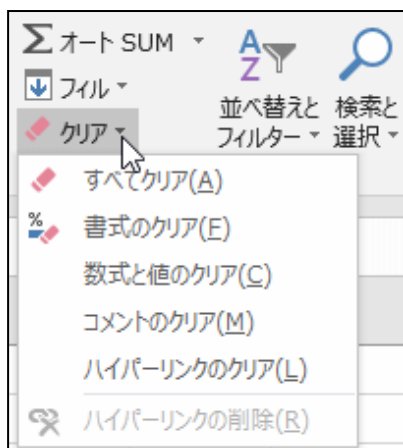 オート SUM
フィル
クリア
並べ替えと
フィルター
検索と
選択
すべてクリア(A)
書式のクリア(F)
数式と値のクリア(C)
コメントのクリア(M)
ハイパーリンクのクリア(L)
ハイパーリンクの削除(R)